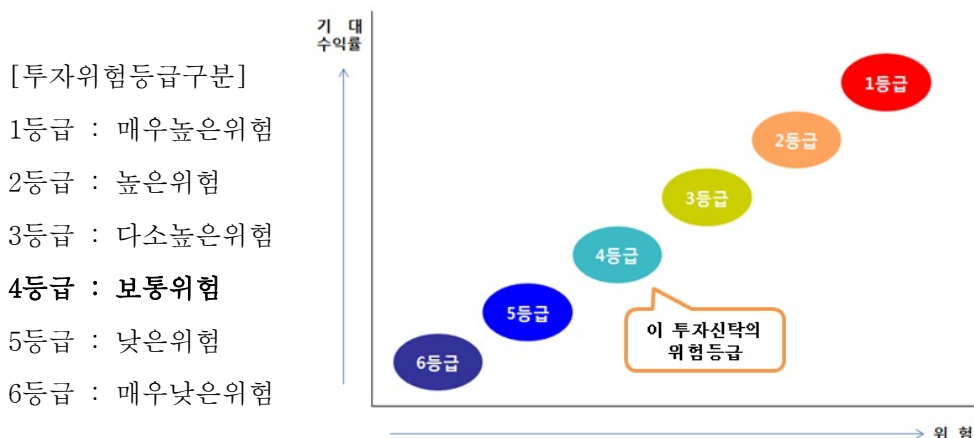 [투자위험등급구분]
1등급 : 매우높은위험
2등급 : 높은위험
3등급 : 다소높은위험
4등급 : 보통위험
5등급 : 낮은위험
6등급 : 매우낮은위험
기 대
수익률
1등급
2등급
3등급
4등급
5등급
6등급
이 투자신탁의
위험등급
위 험